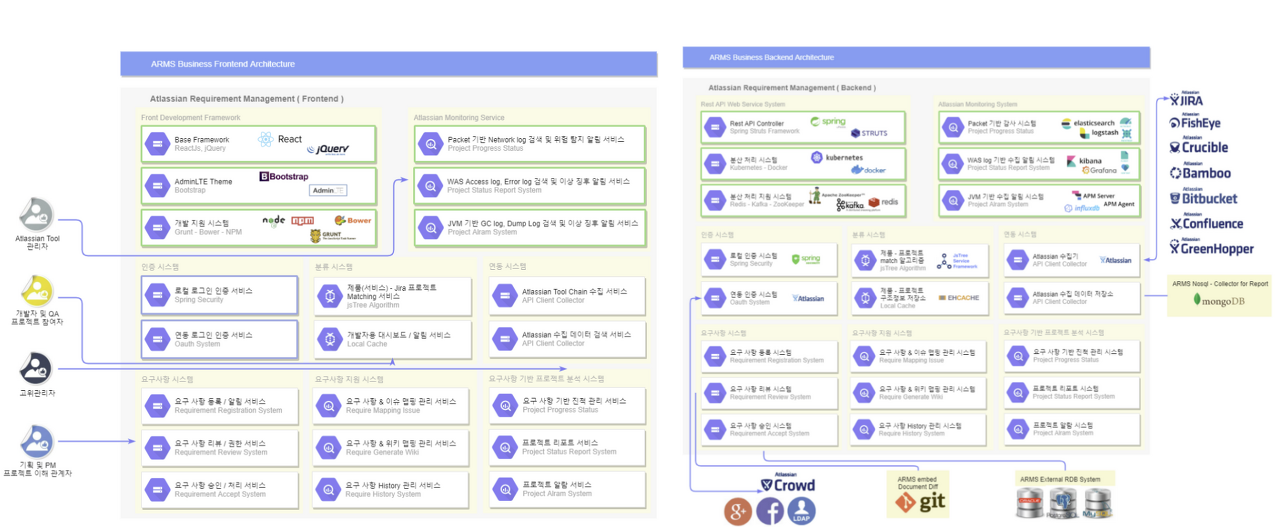 ARMS Business Frontend Architecture
Atlassian Requirement Management ( Frontend )
Front Development Framework
Base Framework
ReactJs, jQuery
React
jQuery
AdminLTE Theme
Bootstrap
Bootstrap
Admin
개발 지원 시스템
Grunt - Bower - NPM
node
npm
Bower
GRUNT
Atlassian Monitoring Service
Packet 기반 Network log 검색 및 위협 탐지 알림 서비스
Project Progress Status
WAS Access log, Error log 검색 및 이상 징후 알림 서비스
Project Status Report System
JVM 기반 GC log, Dump Log 검색 및 이상 징후 알림 서비스
Project Alram System
인증 시스템
로컬 로그인 인증 서비스
Spring Security
연동 로그인 인증 서비스
Oauth System
분류 시스템
제품(서비스) - Jira 프로젝트
Matching 서비스
jsTree Algorithm
개발자용 대시보드 / 알림 서비스
Local Cache
연동 시스템
Atlassian Tool Chain 수집 서비스
API Client Collector
Atlassian 수집 데이터 검색 서비스
API Client Collector
요구사항 시스템
요구 사항 등록 / 알림 서비스
Requirement Registration System
요구 사항 리뷰 / 권한 서비스
Requirement Review System
요구 사항 승인 / 처리 서비스
Requirement Accept System
요구사항 지원 시스템
요구 사항 & 이슈 맵핑 관리 서비스
Require Mapping Issue
요구 사항 & 위키 맵핑 관리 서비스
Require Generate Wiki
요구 사항 History 관리 서비스
Require History System
요구사항 기반 프로젝트 분석 시스템
요구 사항 기반 진척 관리 서비스
Project Progress Status
프로젝트 리포트 서비스
Project Status Report System
프로젝트 알람 서비스
Project Alram System
Atlassian Tool
관리자
개발자 및 QA
프로젝트 참여자
고위관리자
기획 및 PM
프로젝트 이해 관계자
ARMS Business Backend Architecture
Atlassian Requirement Management ( Backend )
Rest API Web Service System
Rest API Controller
Spring Struts Framework
spring
STRUTS
분산 처리 시스템
Kubernetes - Docker
kubernetes
docker
분산 처리 지원 시스템
Redis - Kafka - ZooKeeper
Apache ZooKeeper
kafka
redis
Atlassian Monitoring System
Packet 기반 감사 시스템
Project Progress Status
elasticsearch
logstash
WAS log 기반 수집 알림 시스템
Project Status Report System
kibana
Grafana
JVM 기반 수집 알림 시스템
Project Alram System
APM Server
influxdb
APM Agent
인증 시스템
로컬 인증 시스템
Spring Security
spring
연동 인증 시스템
Oauth System
Atlassian
분류 시스템
제품 - 프로젝트
match 알고리즘
jsTree Algorithm
JsTree
Service
Framework
제품 - 프로젝트
구조정보 저장소
Local Cache
EHCACHE
연동 시스템
Atlassian 수집기
API Client Collector
Atlassian
Atlassian 수집 데이터 저장소
API Client Collector
요구사항 시스템
요구 사항 등록 시스템
Requirement Registration System
요구 사항 리뷰 시스템
Requirement Review System
요구 사항 승인 시스템
Requirement Accept System
요구사항 지원 시스템
요구 사항 & 이슈 맵핑 관리 시스템
Require Mapping Issue
요구 사항 & 위키 맵핑 관리 시스템
Require Generate Wiki
요구 사항 History 관리 시스템
Require History System
요구사항 기반 프로젝트 분석 시스템
요구 사항 기반 진척 관리 시스템
Project Progress Status
프로젝트 리포트 시스템
Project Status Report System
프로젝트 알람 시스템
Project Alram System
Atlassian
JIRA
Atlassian
FishEye
Atlassian
Crucible
Atlassian
Bamboo
Atlassian
Bitbucket
Atlassian
Confluence
Atlassian
GreenHopper
ARMS Nosql - Collector for Report
mongoDB
Atlassian
Crowd
g+
f
LDAP
ARMS embed
Document Diff
git
ARMS External RDB System
ORACLE